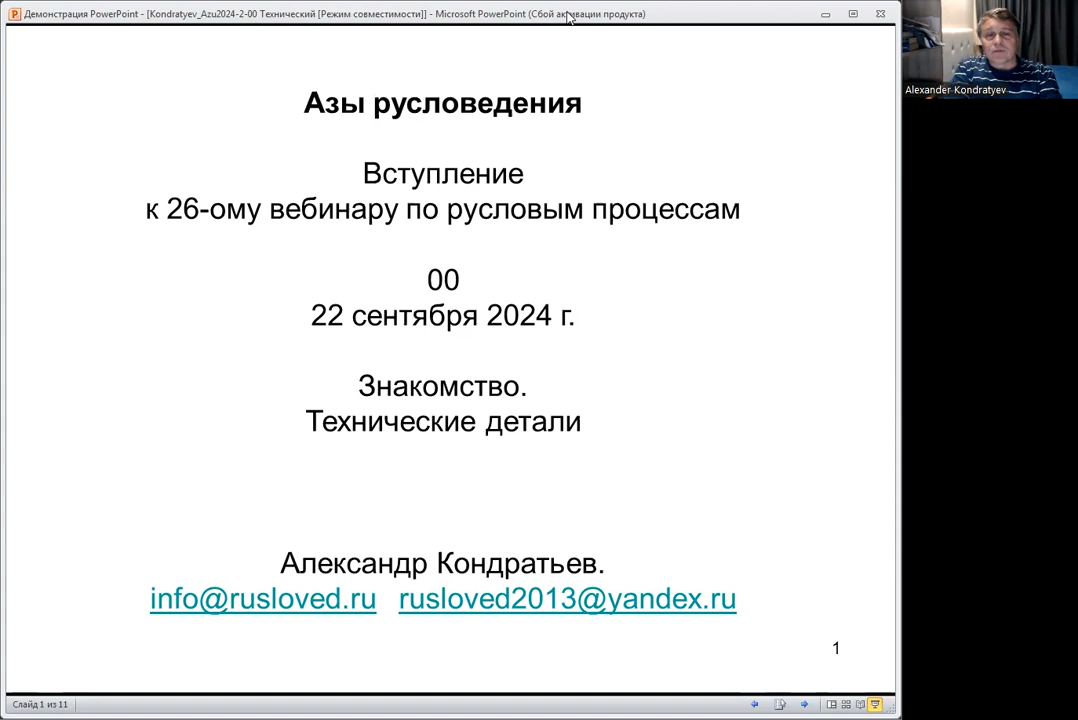 Демонстрация PowerPoint - [Kondratyev_Azu2024-2-00 Технический [Режим совместимости]] - Microsoft PowerPoint (Сбой активации продукта)
Alexander Kondratyev
Азы русловедения
Вступление
к 26-ому вебинару по русловым процессам
00
22 сентября 2024 г.
Знакомство.
Технические детали
Александр Кондратьев.
info@rusloved.ru rusloved2013@yandex.ru
1
Слайд 1 из 11